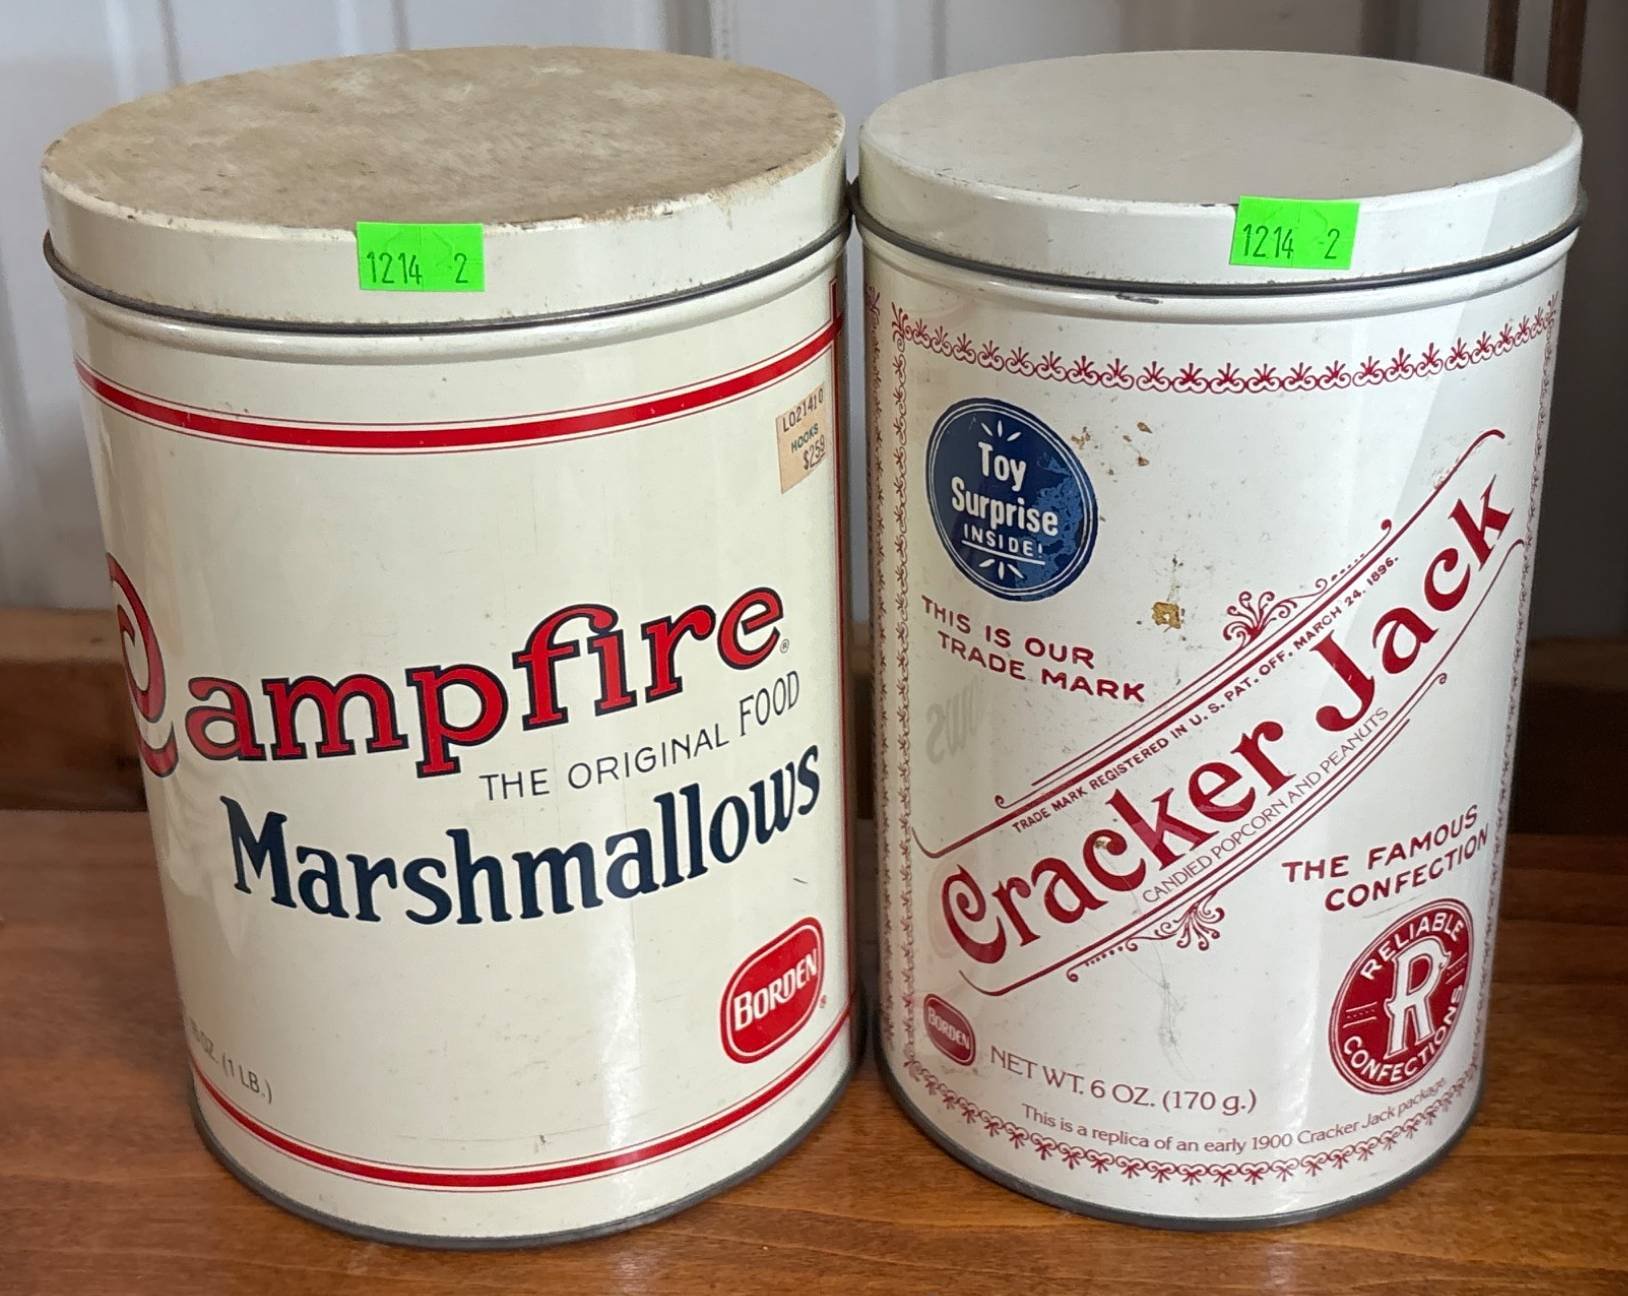 1214 2
LO21410
HOOKS
$259
Campfire®
THE ORIGINAL FOOD
Marshmallows
BORDEN®
OZ. (1 LB.)
1214 2
Toy
Surprise
INSIDE!
THIS IS OUR
TRADE MARK
TRADE MARK REGISTERED IN U. S. PAT. OFF. MARCH 24, 1896.
Cracker Jack
CANDIED POPCORN AND PEANUTS
THE FAMOUS
CONFECTION
RELIABLE
R
CONFECTIONS
BORDEN
NET WT. 6 OZ. (170 g.)
This is a replica of an early 1900 Cracker Jack package